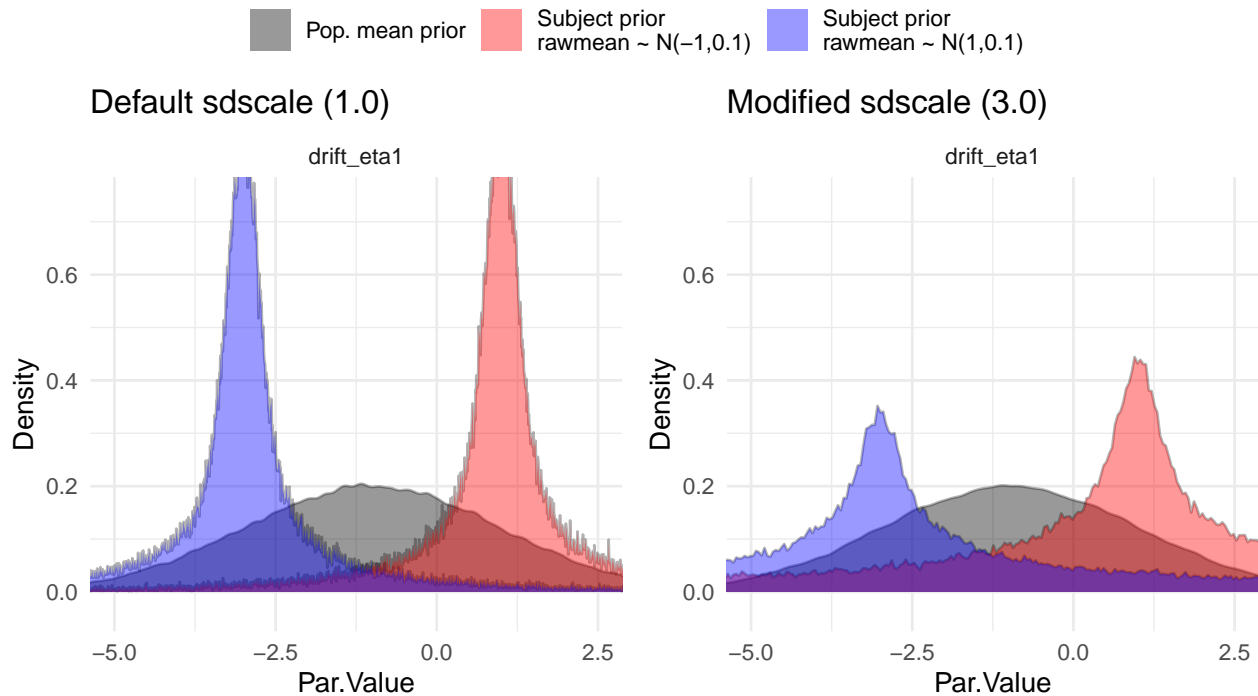 Pop. mean prior
Subject prior
rawmean ~ N(−1,0.1)
Subject prior
rawmean ~ N(1,0.1)
Default sdscale (1.0)
drift_eta1
Density
0.6
0.4
0.2
0.0
−5.0 −2.5 0.0 2.5
Par.Value
Modified sdscale (3.0)
drift_eta1
Density
0.6
0.4
0.2
0.0
−5.0 −2.5 0.0 2.5
Par.Value